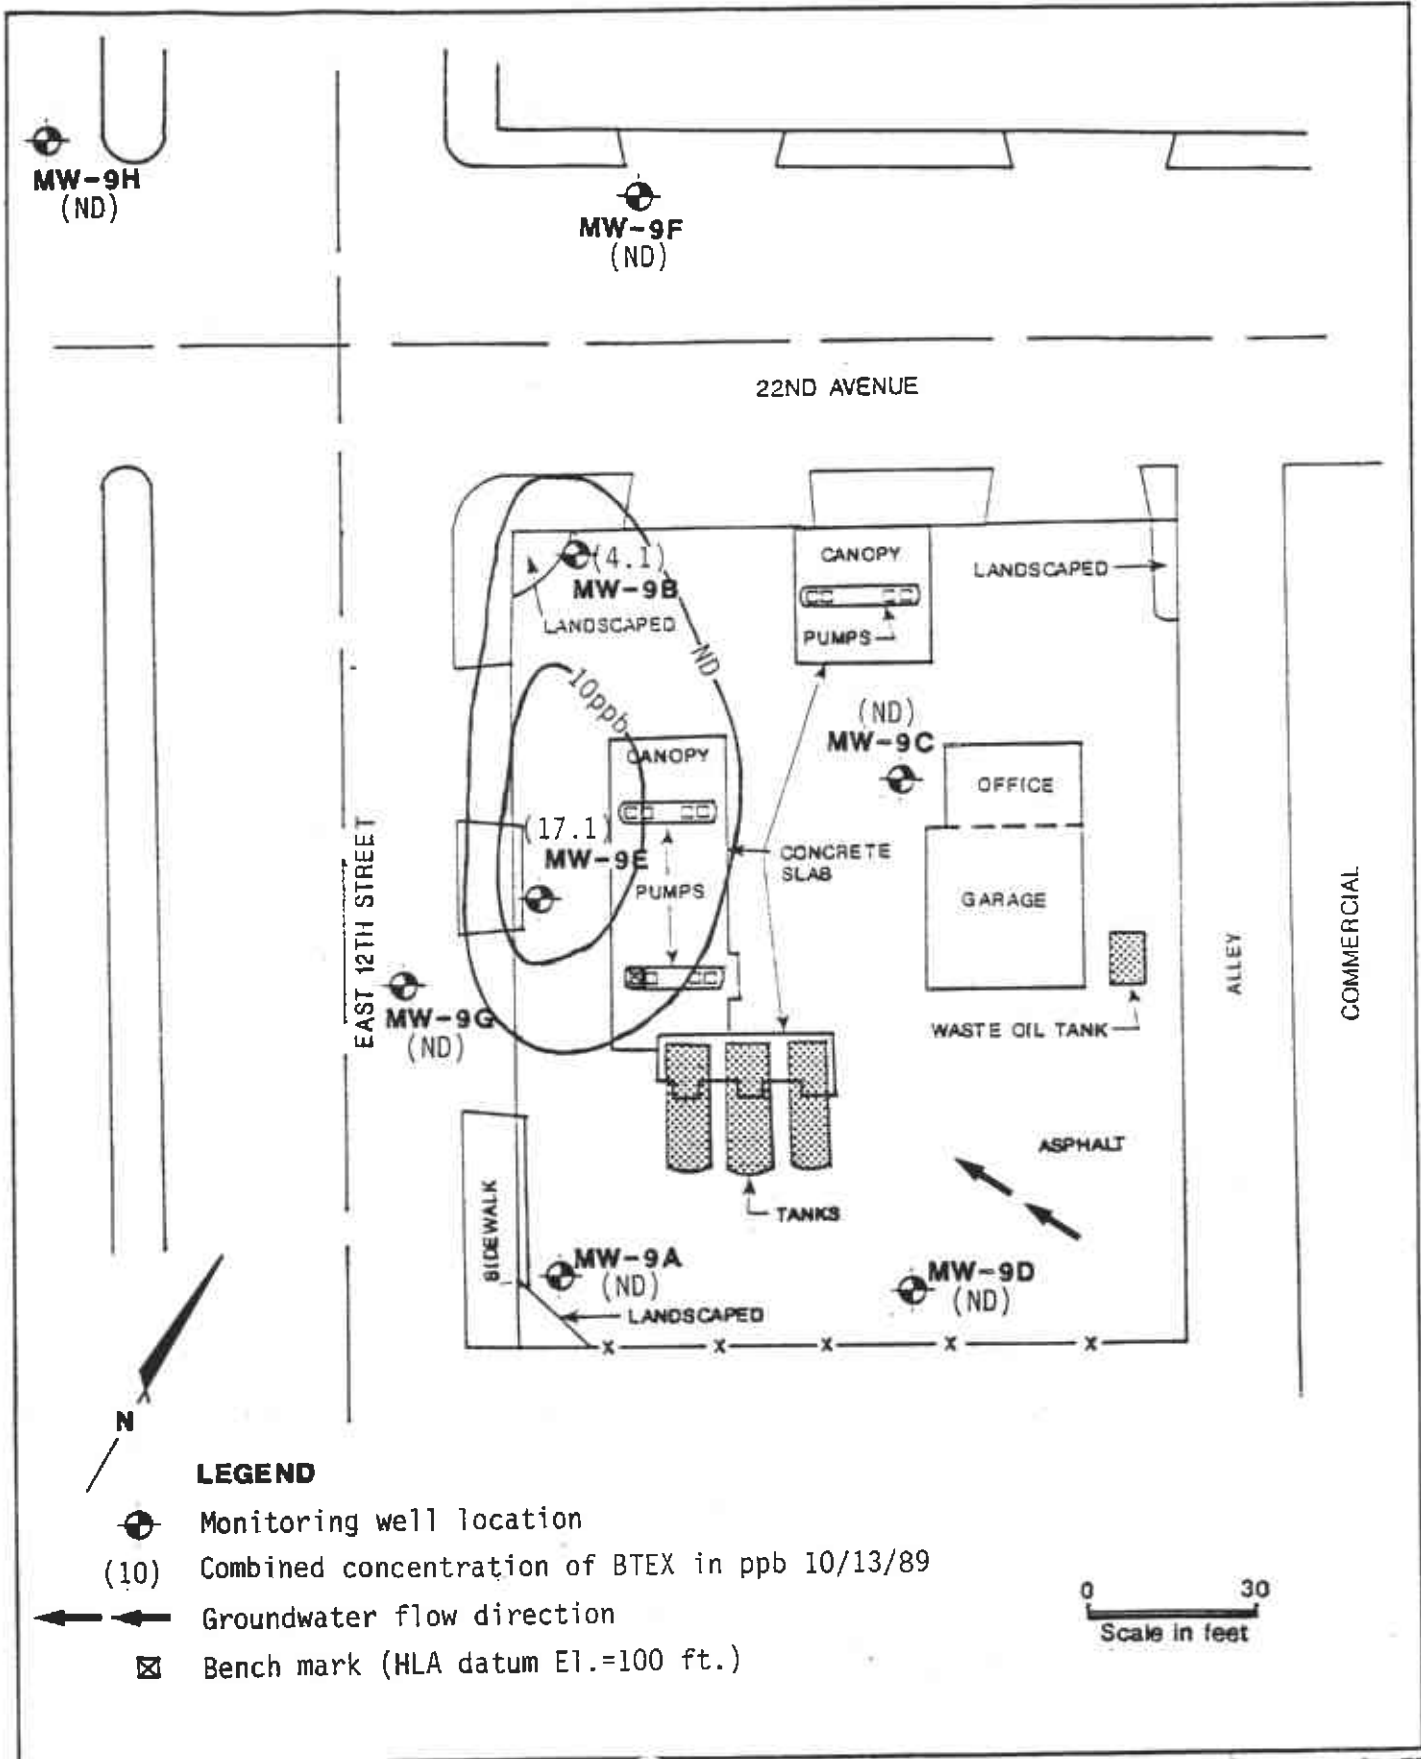 MW-9H
(ND)
MW-9F
(ND)
22ND AVENUE
(4.1)
MW-9B
LANDSCAPED
ND
10ppb
CANOPY
PUMPS
LANDSCAPED
(ND)
MW-9C
CANOPY
OFFICE
(17.1)
MW-9E
PUMPS
CONCRETE
SLAB
GARAGE
EAST 12TH STREET
MW-9G
(ND)
WASTE OIL TANK
ALLEY
COMMERCIAL
ASPHALT
TANKS
SIDEWALK
MW-9A
(ND)
LANDSCAPED
MW-9D
(ND)
x x x x x
N
LEGEND
Monitoring well location
(10) Combined concentration of BTEX in ppb 10/13/89
Groundwater flow direction
Bench mark (HLA datum El.=100 ft.)
0 30
Scale in feet